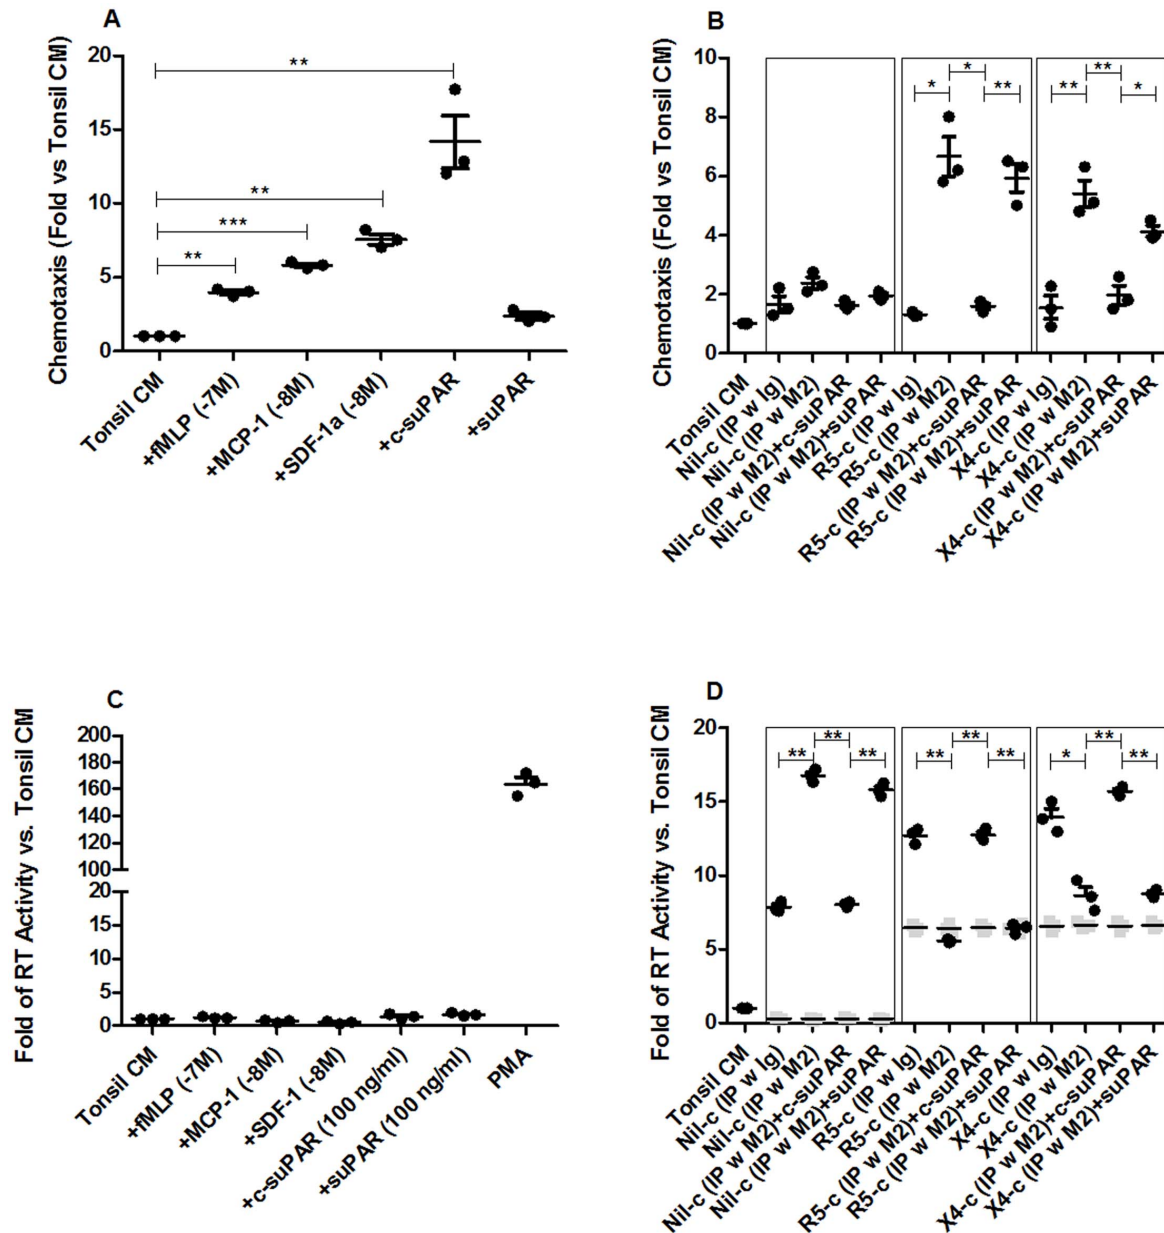 A
Chemotaxis (Fold vs Tonsil CM)
20
15
10
5
0
**
**
***
**
Tonsil CM
+fMLP (-7M)
+MCP-1 (-8M)
+SDF-1a (-8M)
+c-suPAR
+suPAR
B
Chemotaxis (Fold vs Tonsil CM)
10
8
6
4
2
0
*
*
**
**
**
*
Tonsil CM
Nil-c (IP w Ig)
Nil-c (IP w M2)
Nil-c (IP w M2)+c-suPAR
Nil-c (IP w M2)+suPAR
R5-c (IP w Ig)
R5-c (IP w M2)
R5-c (IP w M2)+c-suPAR
R5-c (IP w M2)+suPAR
X4-c (IP w Ig)
X4-c (IP w M2)
X4-c (IP w M2)+c-suPAR
X4-c (IP w M2)+suPAR
C
Fold of RT Activity vs. Tonsil CM
200
180
160
140
120
100
20
15
10
5
0
Tonsil CM
+fMLP (-7M)
+MCP-1 (-8M)
+SDF-1 (-8M)
+c-suPAR (100 ng/ml)
+suPAR (100 ng/ml)
PMA
D
Fold of RT Activity vs. Tonsil CM
20
15
10
5
0
**
**
**
**
**
**
*
**
**
Tonsil CM
Nil-c (IP w Ig)
Nil-c (IP w M2)
Nil-c (IP w M2)+c-suPAR
Nil-c (IP w M2)+suPAR
R5-c (IP w Ig)
R5-c (IP w M2)
R5-c (IP w M2)+c-suPAR
R5-c (IP w M2)+suPAR
X4-c (IP w Ig)
X4-c (IP w M2)
X4-c (IP w M2)+c-suPAR
X4-c (IP w M2)+suPAR